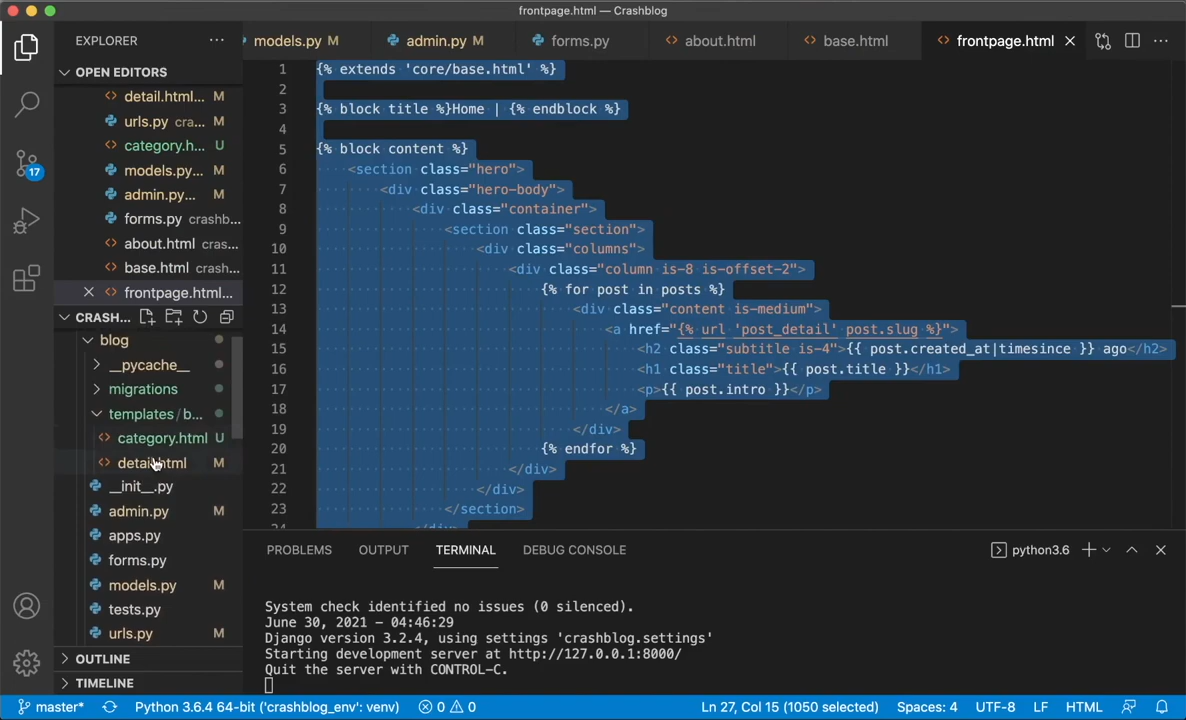 frontpage.html — Crashblog
EXPLORER
models.py M
admin.py M
forms.py
about.html
base.html
frontpage.html
OPEN EDITORS
detail.html... M
urls.py cra... M
category.h... U
models.py... M
admin.py... M
forms.py crashb...
about.html cras...
base.html crash...
frontpage.html...
CRASH...
blog
__pycache__
migrations
templates/b...
category.html U
detail.html M
__init__.py
admin.py M
apps.py
forms.py
models.py M
tests.py
urls.py M
OUTLINE
TIMELINE
17
1 {% extends 'core/base.html' %}
2
3 {% block title %}Home | {% endblock %}
4
5 {% block content %}
6 <section class="hero">
7 <div class="hero-body">
8 <div class="container">
9 <section class="section">
10 <div class="columns">
11 <div class="column is-8 is-offset-2">
12 {% for post in posts %}
13 <div class="content is-medium">
14 <a href="{% url 'post_detail' post.slug %}">
15 <h2 class="subtitle is-4">{{ post.created_at|timesince }} ago</h2>
16 <h1 class="title">{{ post.title }}</h1>
17 <p>{{ post.intro }}</p>
18 </a>
19 </div>
20 {% endfor %}
21 </div>
22 </div>
23 </section>
24 </div>
PROBLEMS OUTPUT TERMINAL DEBUG CONSOLE
python3.6
System check identified no issues (0 silenced).
June 30, 2021 - 04:46:29
Django version 3.2.4, using settings 'crashblog.settings'
Starting development server at http://127.0.0.1:8000/
Quit the server with CONTROL-C.
master* Python 3.6.4 64-bit ('crashblog_env': venv) 0 0 Ln 27, Col 15 (1050 selected) Spaces: 4 UTF-8 LF HTML